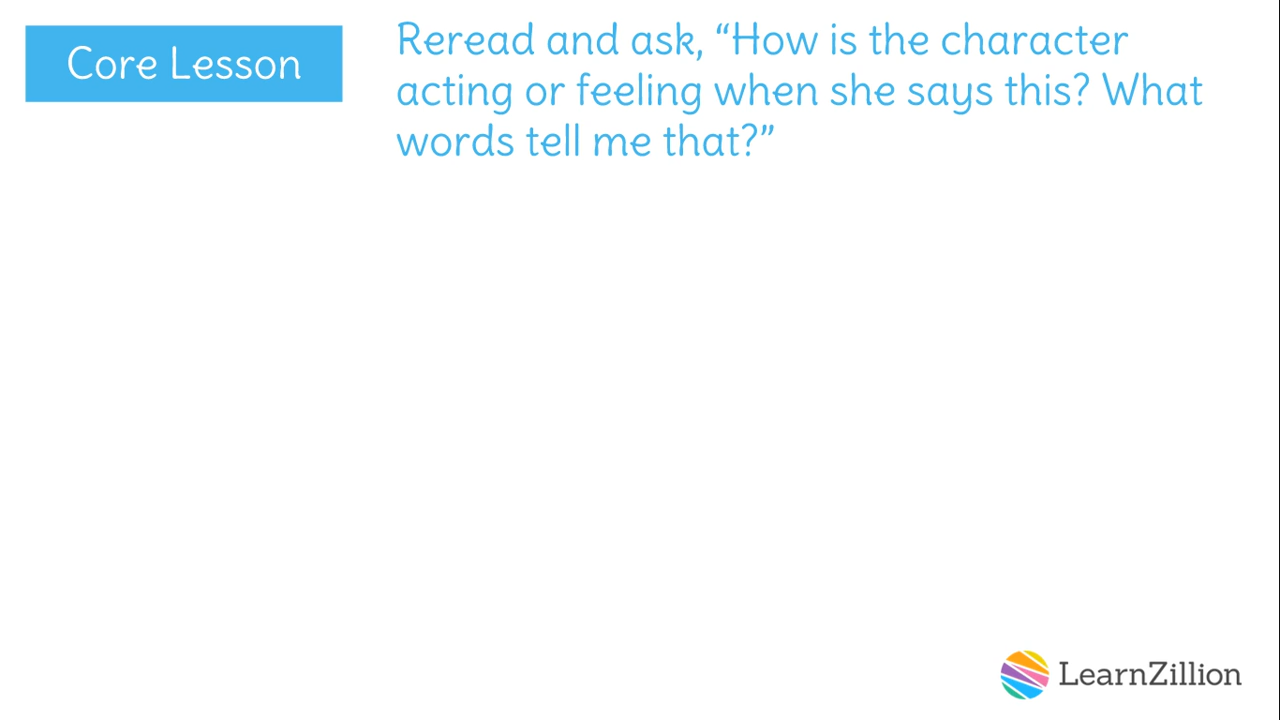 Core Lesson
Reread and ask, “How is the character
acting or feeling when she says this? What
words tell me that?”
LearnZillion